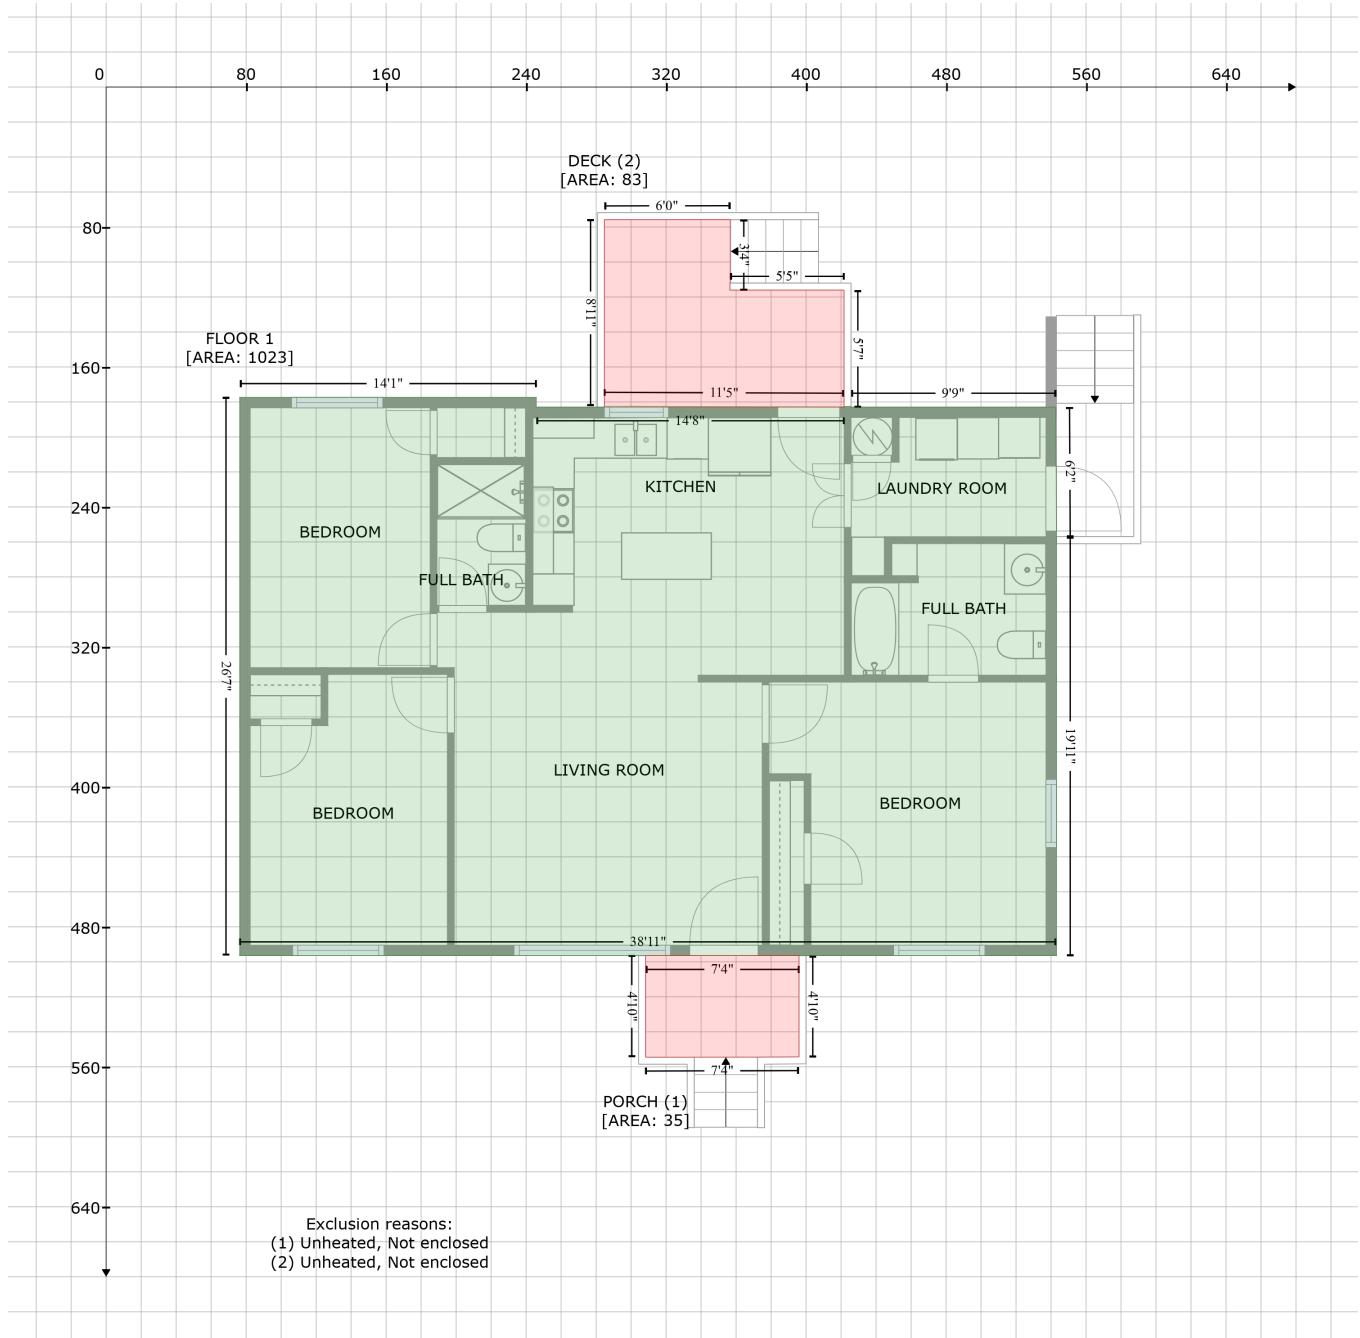 0 80 160 240 320 400 480 560 640
DECK (2)
[AREA: 83]
6'0"
80
3'4"
5'5"
8'11"
5'7"
FLOOR 1
[AREA: 1023]
160
14'1"
11'5"
9'9"
14'8"
6'2"
KITCHEN
LAUNDRY ROOM
240
BEDROOM
FULL BATH
FULL BATH
320
26'7"
19'11"
LIVING ROOM
400
BEDROOM
BEDROOM
480
38'11"
7'4"
4'10"
4'10"
560
7'4"
PORCH (1)
[AREA: 35]
640
Exclusion reasons:
(1) Unheated, Not enclosed
(2) Unheated, Not enclosed